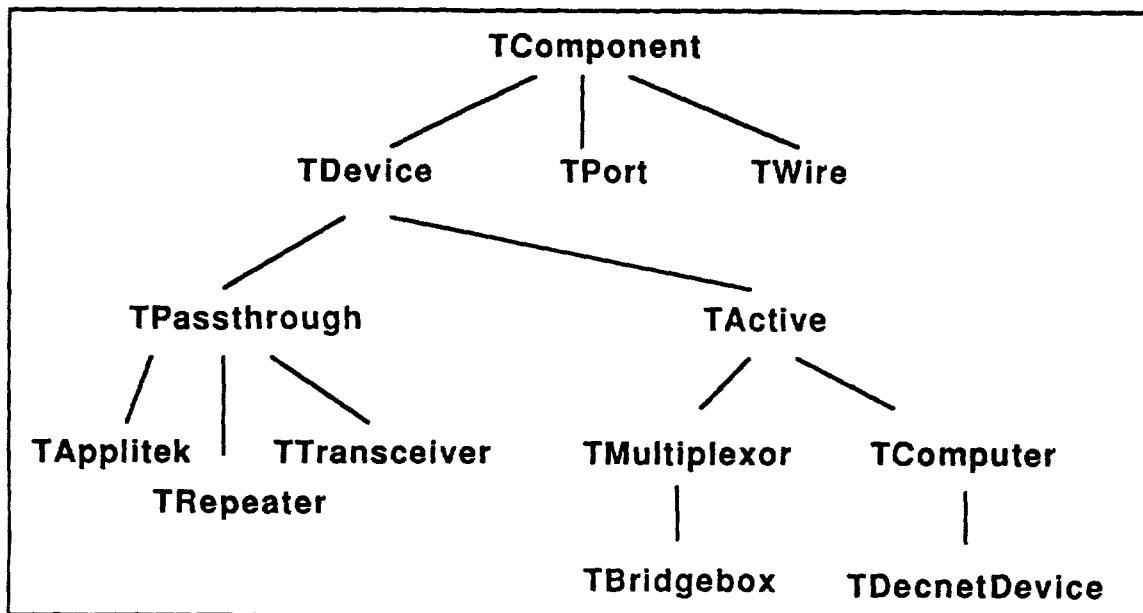 TComponent
TDevice TPort TWire
TPassthrough TActive
TApplitek TTransceiver TMultiplexor TComputer
TRepeater
TBridgebox TDecnetDevice